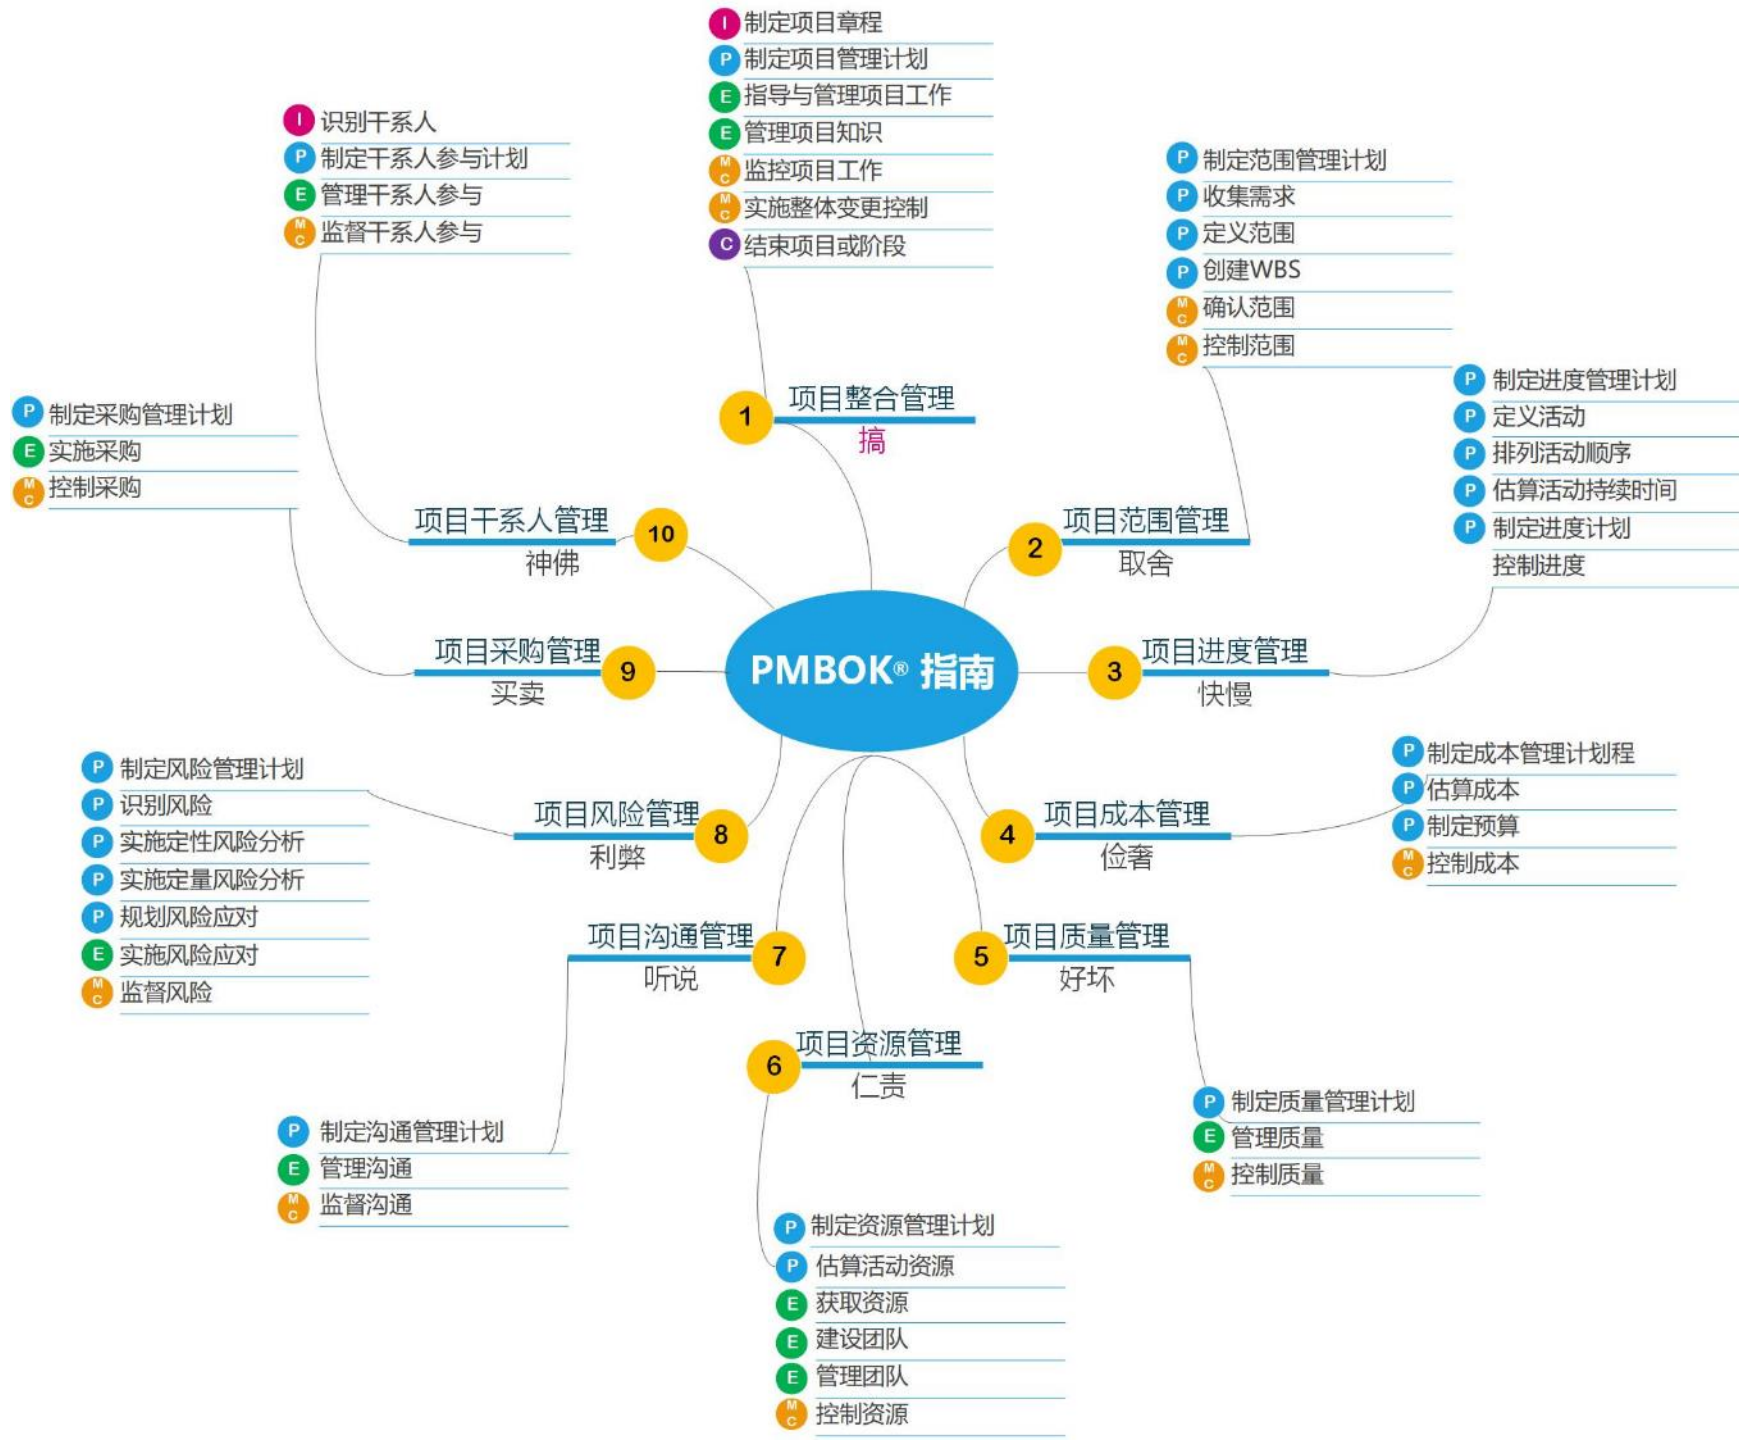 PMBOK® 指南
1
项目整合管理
搞
I 制定项目章程
P 制定项目管理计划
E 指导与管理项目工作
E 管理项目知识
MC 监控项目工作
MC 实施整体变更控制
C 结束项目或阶段
2
项目范围管理
取舍
P 制定范围管理计划
P 收集需求
P 定义范围
P 创建WBS
MC 确认范围
MC 控制范围
3
项目进度管理
快慢
P 制定进度管理计划
P 定义活动
P 排列活动顺序
P 估算活动持续时间
P 制定进度计划
控制进度
4
项目成本管理
俭奢
P 制定成本管理计划程
P 估算成本
P 制定预算
MC 控制成本
5
项目质量管理
好坏
P 制定质量管理计划
E 管理质量
MC 控制质量
6
项目资源管理
仁责
P 制定资源管理计划
P 估算活动资源
E 获取资源
E 建设团队
E 管理团队
MC 控制资源
7
项目沟通管理
听说
P 制定沟通管理计划
E 管理沟通
MC 监督沟通
8
项目风险管理
利弊
P 制定风险管理计划
P 识别风险
P 实施定性风险分析
P 实施定量风险分析
P 规划风险应对
E 实施风险应对
MC 监督风险
9
项目采购管理
买卖
P 制定采购管理计划
E 实施采购
MC 控制采购
10
项目干系人管理
神佛
I 识别干系人
P 制定干系人参与计划
E 管理干系人参与
MC 监督干系人参与